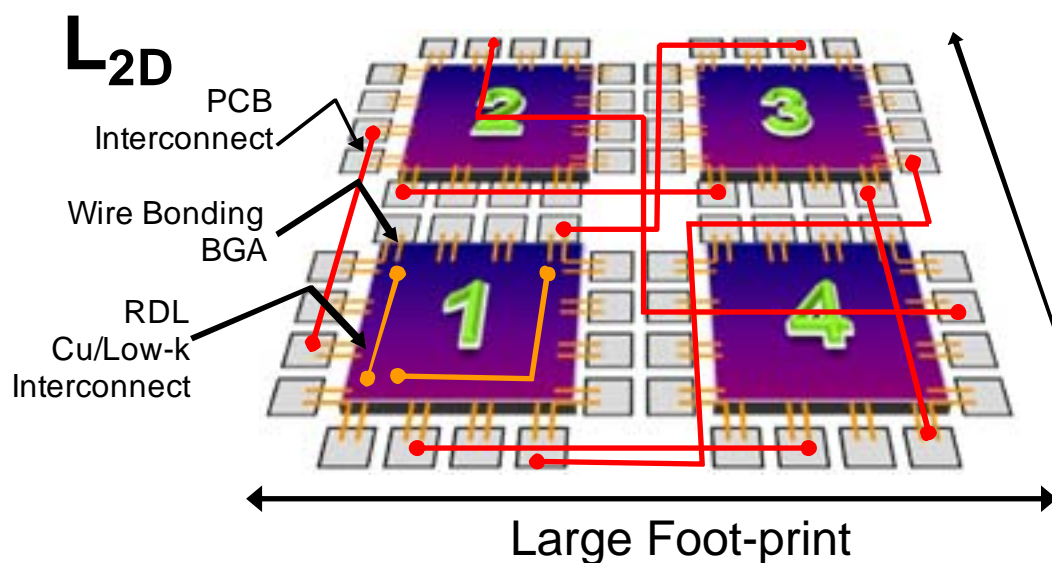 L2D
PCB
Interconnect
Wire Bonding
BGA
RDL
Cu/Low-k
Interconnect
2
3
1
4
Large Foot-print